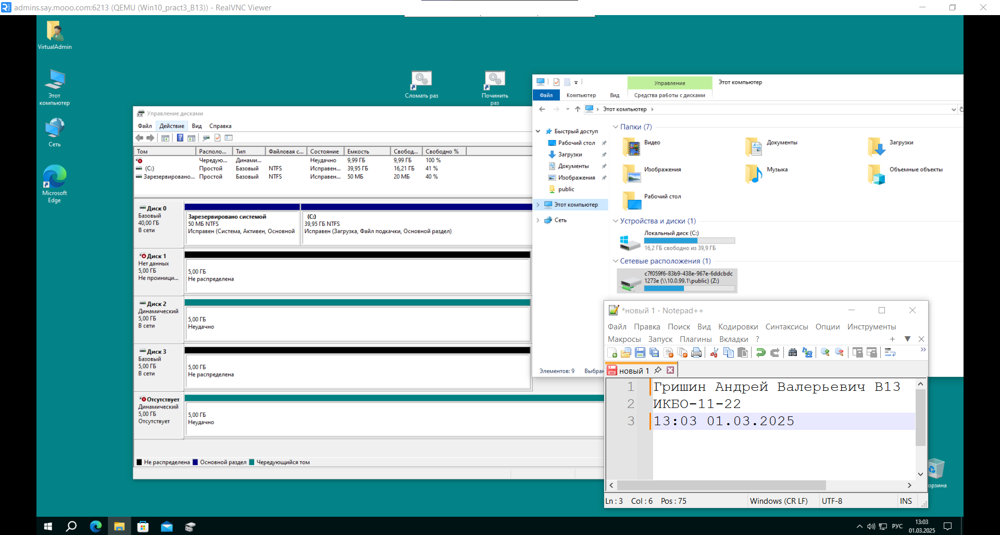 admins.say.mooo.com:6213 (QEMU (Win10_pract3_B13)) - RealVNC Viewer
VirtualAdmin
Этот
компьютер
Сеть
Microsoft
Edge
Сломать раз
Починить
раз
Управление дисками
Файл Действие Вид Справка
Том Располо... Тип Файловая с... Состояние Емкость Свобод... Свободно %
Чередую... Динами... Неудачно 9,99 ГБ 9,99 ГБ 100 %
(C:) Простой Базовый NTFS Исправен... 39,95 ГБ 16,21 ГБ 41 %
Зарезервировано... Простой Базовый NTFS Исправен... 50 МБ 20 МБ 40 %
Диск 0
Базовый
40,00 ГБ
В сети
Зарезервировано системой
50 МБ NTFS
Исправен (Система, Активен, Основной
(C:)
39,95 ГБ NTFS
Исправен (Загрузка, Файл подкачки, Основной раздел)
Диск 1
Нет данных
5,00 ГБ
Не проиници...
5,00 ГБ
Не распределена
Диск 2
Динамический
5,00 ГБ
В сети
5,00 ГБ
Неудачно
Диск 3
Базовый
5,00 ГБ
В сети
5,00 ГБ
Не распределена
Отсутствует
Динамический
5,00 ГБ
Отсутствует
5,00 ГБ
Неудачно
Не распределена Основной раздел Чередующийся том
Управление Этот компьютер
Файл Компьютер Вид Средства работы с дисками
Этот компьютер
Быстрый доступ
Рабочий стол
Загрузки
Документы
Изображения
public
Этот компьютер
Сеть
Папки (7)
Видео Документы Загрузки
Изображения Музыка Объемные объекты
Рабочий стол
Устройства и диски (1)
Локальный диск (C:)
16,2 ГБ свободно из 39,9 ГБ
Сетевые расположения (1)
c7f059f6-83b9-438e-967e-6ddcbdc
1273e (\\10.0.99.1\public) (Z:)
Элементов: 9 Выбран
*новый 1 - Notepad++
Файл Правка Поиск Вид Кодировки Синтаксисы Опции Инструменты
Макросы Запуск Плагины Вкладки ?
новый 1
1 Гришин Андрей Валерьевич В13
2 ИКБО-11-22
3 13:03 01.03.2025
Ln : 3 Col : 6 Pos : 75 Windows (CR LF) UTF-8 INS
орзина
РУС
13:03
01.03.2025